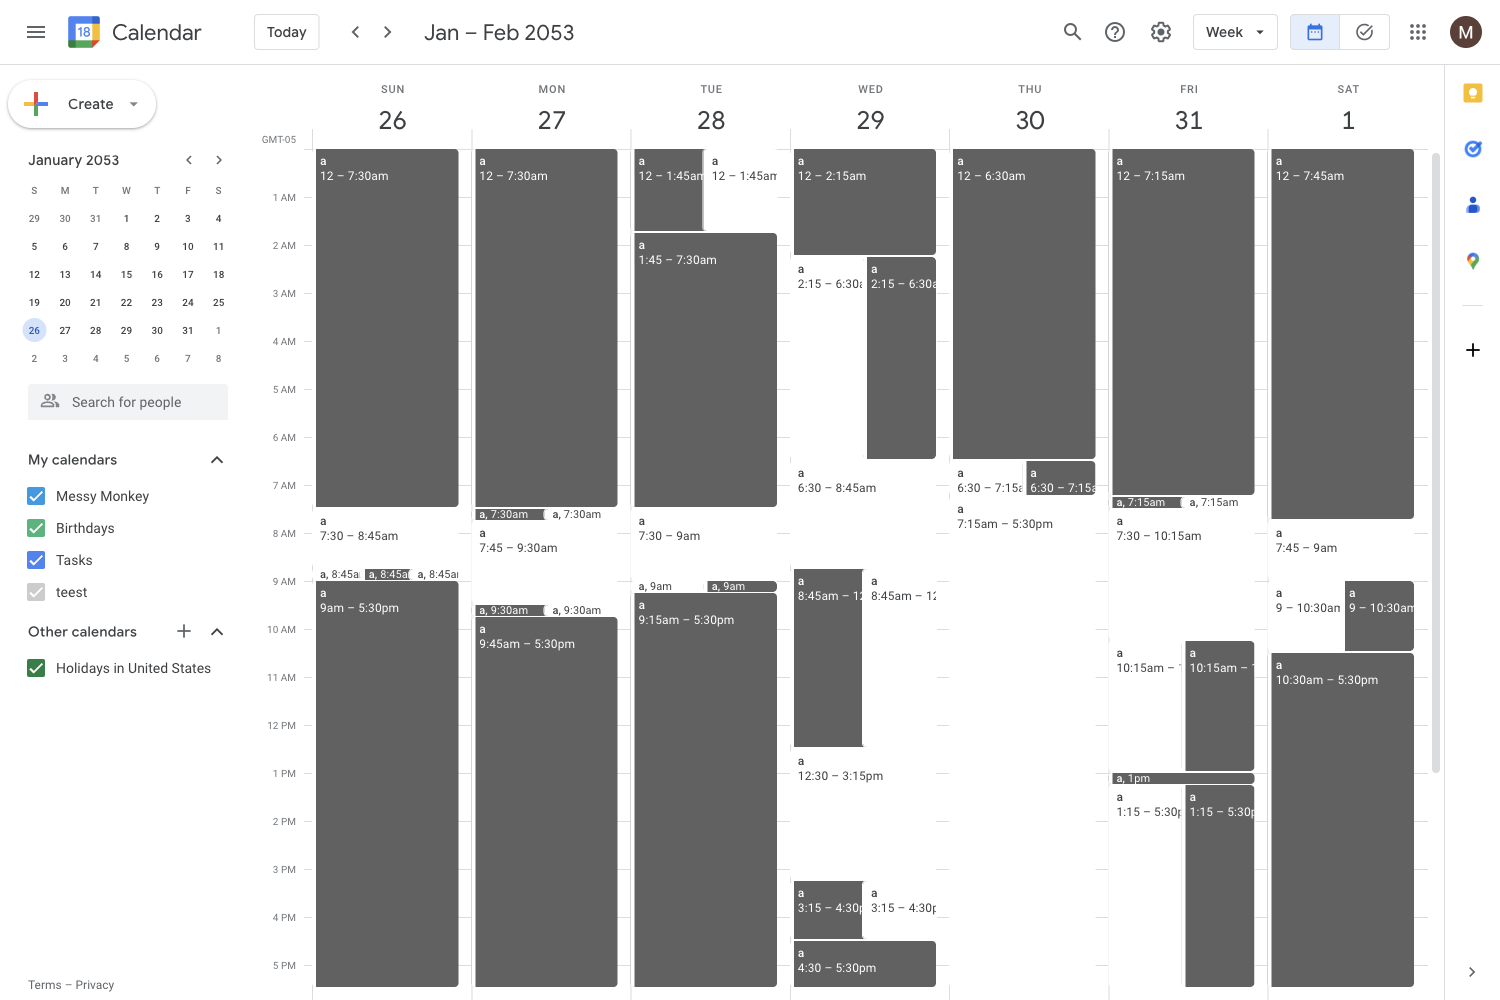 18 Calendar Today Jan – Feb 2053 Week M
Create
January 2053
S M T W T F S
29 30 31 1 2 3 4
5 6 7 8 9 10 11
12 13 14 15 16 17 18
19 20 21 22 23 24 25
26 27 28 29 30 31 1
2 3 4 5 6 7 8
Search for people
My calendars
Messy Monkey
Birthdays
Tasks
teest
Other calendars
Holidays in United States
Terms – Privacy
SUN MON TUE WED THU FRI SAT
26 27 28 29 30 31 1
GMT-05
1 AM
2 AM
3 AM
4 AM
5 AM
6 AM
7 AM
8 AM
9 AM
10 AM
11 AM
12 PM
1 PM
2 PM
3 PM
4 PM
5 PM
a
12 – 7:30am
a
7:30 – 8:45am
a, 8:45a
a, 8:45a
a, 8:45a
a
9am – 5:30pm
a
12 – 7:30am
a, 7:30am
a, 7:30am
a
7:45 – 9:30am
a, 9:30am
a, 9:30am
a
9:45am – 5:30pm
a
12 – 1:45am
a
12 – 1:45am
a
1:45 – 7:30am
a
7:30 – 9am
a, 9am
a, 9am
a
9:15am – 5:30pm
a
12 – 2:15am
a
2:15 – 6:30a
a
2:15 – 6:30a
a
6:30 – 8:45am
a
8:45am – 12
a
8:45am – 12
a
12:30 – 3:15pm
a
3:15 – 4:30p
a
3:15 – 4:30p
a
4:30 – 5:30pm
a
12 – 6:30am
a
6:30 – 7:15a
a
6:30 – 7:15a
a
7:15am – 5:30pm
a
12 – 7:15am
a, 7:15am
a, 7:15am
a
7:30 – 10:15am
a
10:15am –
a
10:15am –
a, 1pm
a
1:15 – 5:30p
a
1:15 – 5:30p
a
12 – 7:45am
a
7:45 – 9am
a
9 – 10:30am
a
9 – 10:30am
a
10:30am – 5:30pm